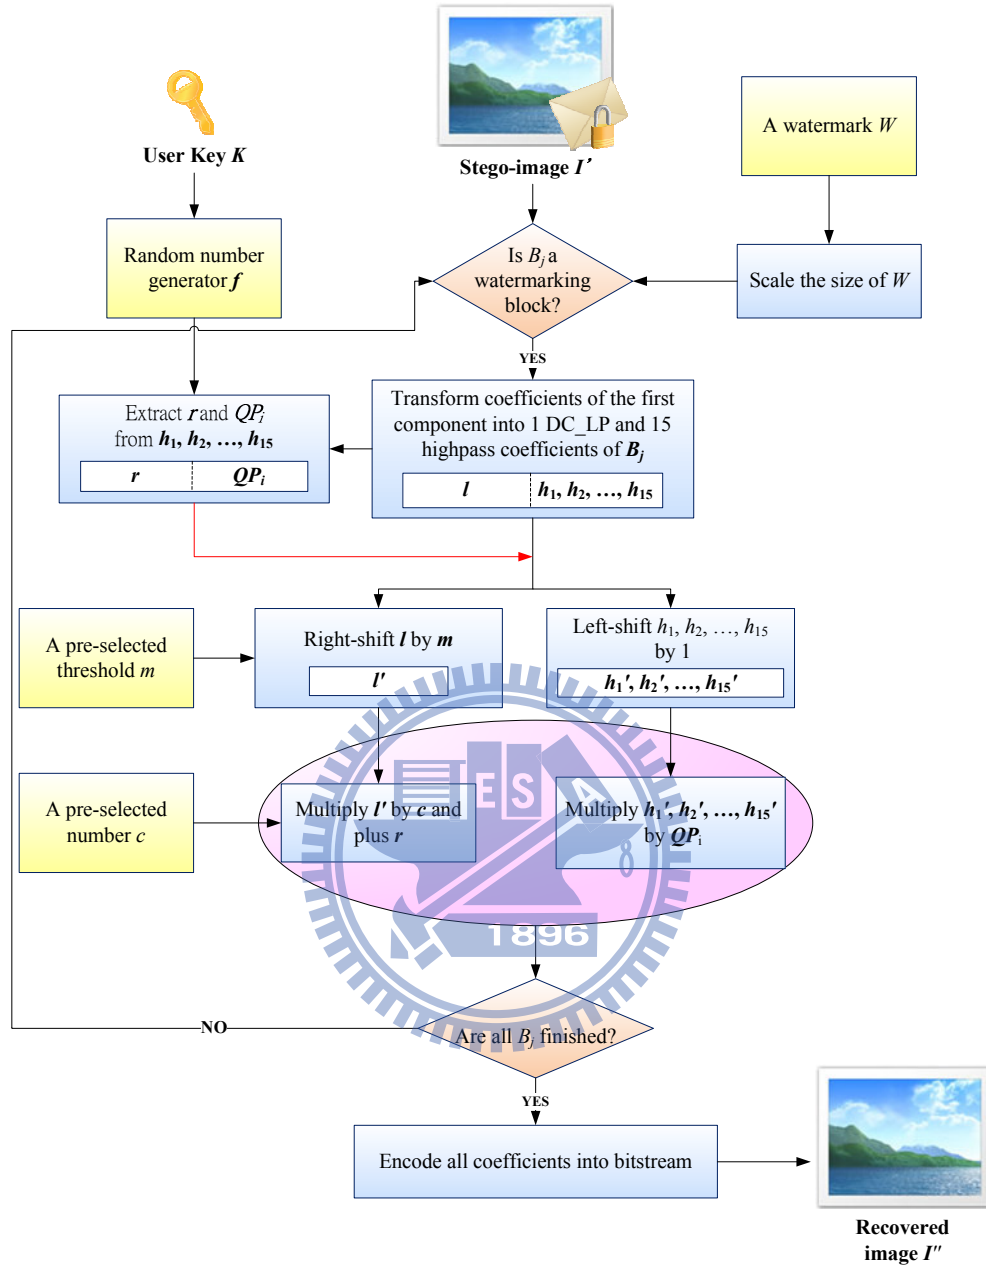 User Key K
Stego-image I'
A watermark W
Random number
generator f
Is Bj a
watermarking
block?
Scale the size of W
YES
Extract r and QPi
from h1, h2, …, h15
r QPi
Transform coefficients of the first
component into 1 DC_LP and 15
highpass coefficients of Bj
l h1, h2, …, h15
A pre-selected
threshold m
Right-shift l by m
l'
Left-shift h1, h2, …, h15
by 1
h1', h2', …, h15'
A pre-selected
number c
Multiply l' by c and
plus r
Multiply h1', h2', …, h15'
by QPi
E S A
8
1896
NO
Are all Bj finished?
YES
Encode all coefficients into bitstream
Recovered
image I''